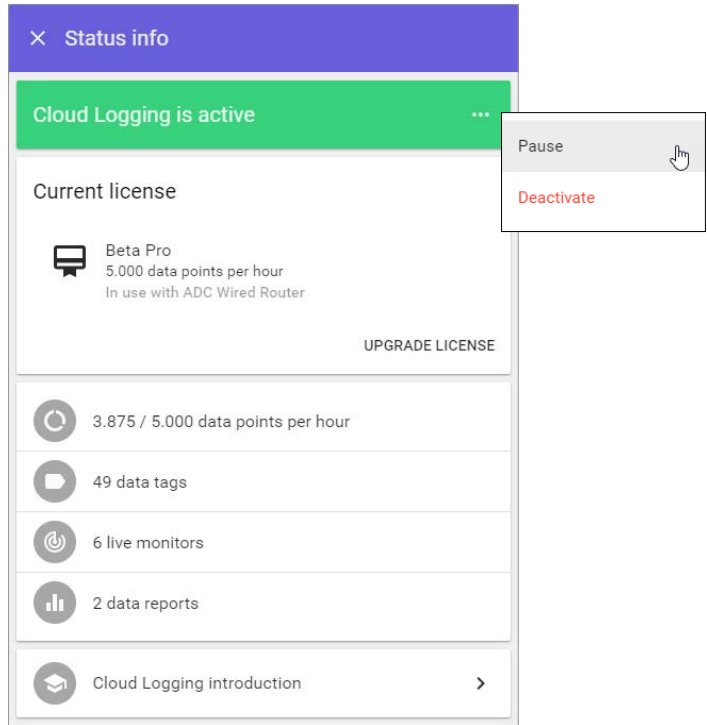 Status info
Cloud Logging is active
Pause
Deactivate
Current license
Beta Pro
5.000 data points per hour
In use with ADC Wired Router
UPGRADE LICENSE
3.875 / 5.000 data points per hour
49 data tags
6 live monitors
2 data reports
Cloud Logging introduction